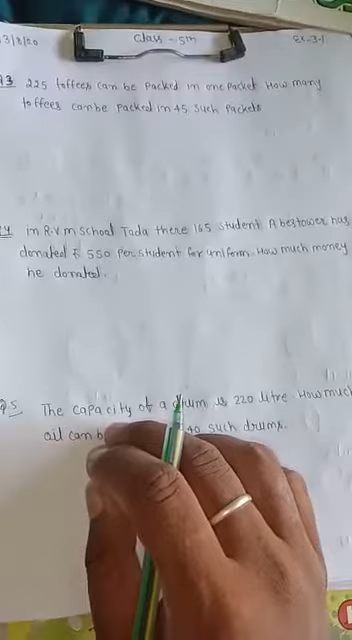 3/8/20 Class - 5th Ex-3.1
Q3 225 toffees can be packed in one packet How many
toffees can be packed in 45 such packets
in R.V.M School Tada there 165 student A bestower has
donated ₹ 550 per student for uniform. How much money
he donated.
Q5 The capacity of a drum is 220 litre. How much
oil can b 40 such drums.